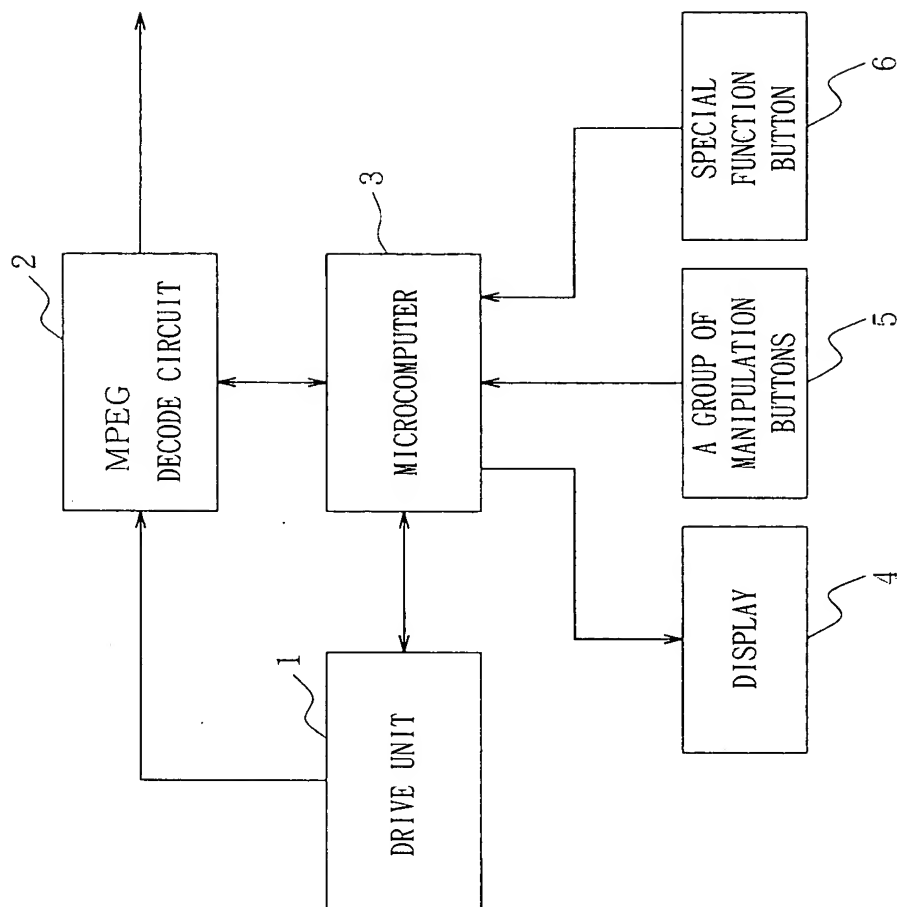 2
MPEG
DECODE CIRCUIT
1
DRIVE UNIT
3
MICROCOMPUTER
4
DISPLAY
5
A GROUP OF
MANIPULATION
BUTTONS
6
SPECIAL
FUNCTION
BUTTON